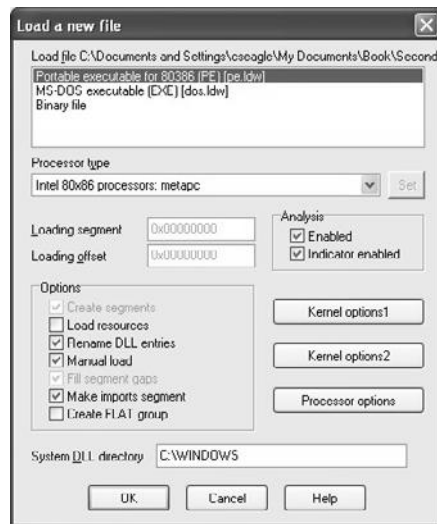 Load a new file
Load file C:\Documents and Settings\cseagle\My Documents\Book\Second
Portable executable for 80386 (PE) [pe.ldw]
MS-DOS executable (EXE) [dos.ldw]
Binary file
Processor type
Intel 80x86 processors: metapc
Set
Loading segment 0x00000000
Loading offset 0x00000000
Analysis
Enabled
Indicator enabled
Options
Create segments
Load resources
Rename DLL entries
Manual load
Fill segment gaps
Make imports segment
Create FLAT group
Kernel options1
Kernel options2
Processor options
System DLL directory C:\WINDOWS
OK Cancel Help